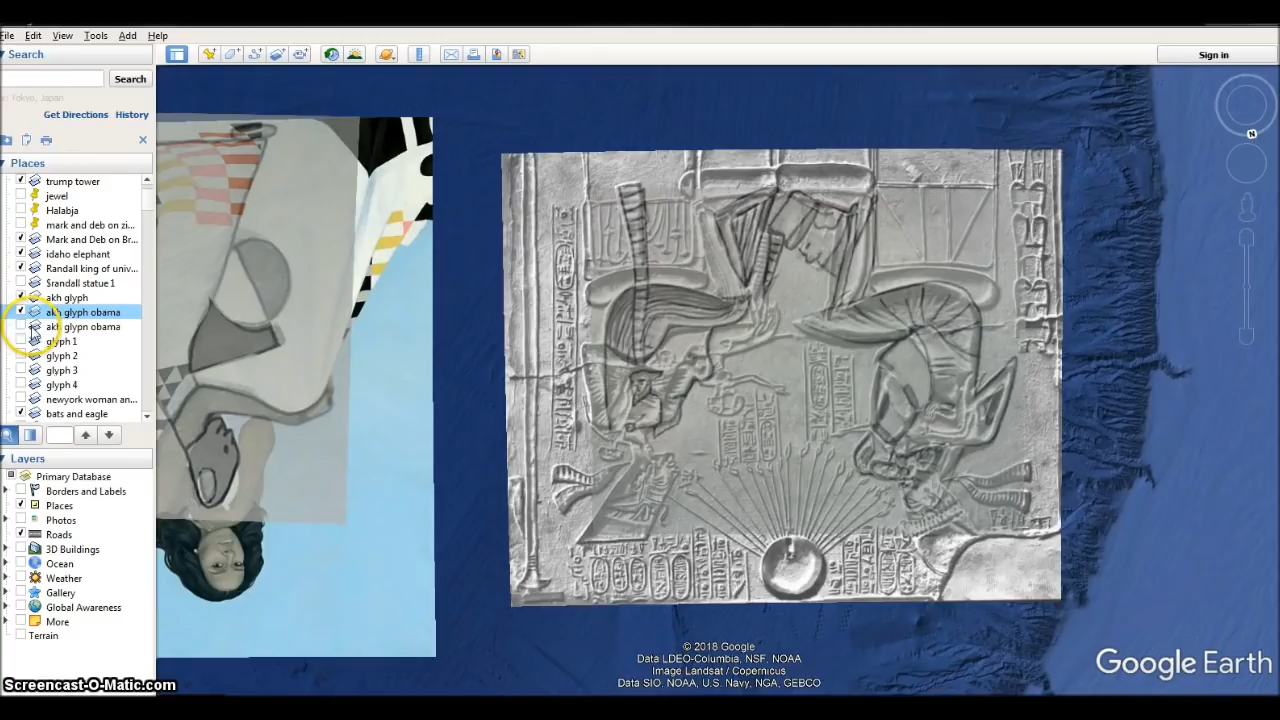 File Edit View Tools Add Help
Search
Sign in
Search
Tokyo, Japan
Get Directions History
Places
trump tower
jewel
Halabja
mark and deb on zi...
Mark and Deb on Br...
idaho elephant
Randall king of univ...
Srandall statue1
akh glyph
akh glyph obama
akh glypn obama
glyph 1
glyph 2
glyph 3
glyph 4
newyork woman an...
bats and eagle
Layers
Primary Database
Borders and Labels
Places
Photos
Roads
3D Buildings
Ocean
Weather
Gallery
Global Awareness
More
Terrain
N
© 2018 Google
Data LDEO-Columbia, NSF, NOAA
Image Landsat / Copernicus
Data SIO, NOAA, U.S. Navy, NGA, GEBCO
Google Earth
Screencast-O-Matic.com